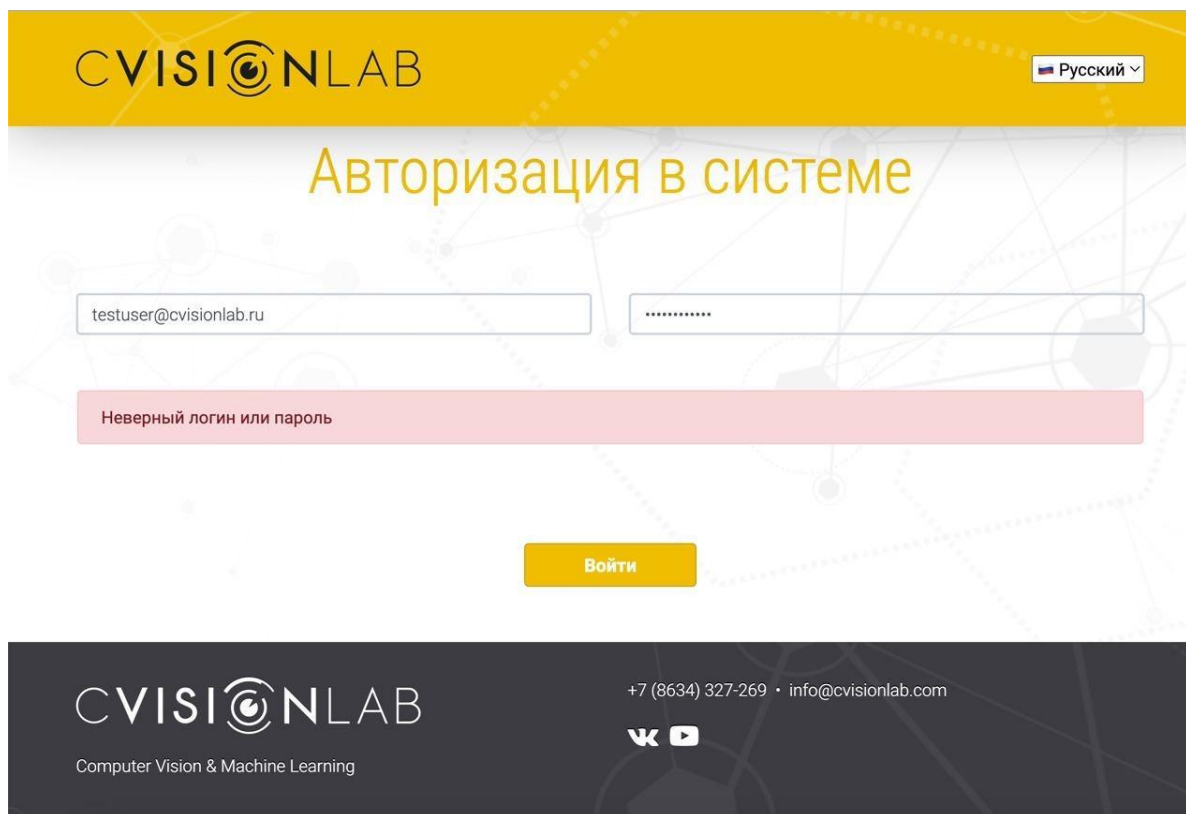 CVISIONLAB
Русский
Авторизация в системе
testuser@cvisionlab.ru
••••••••••••
Неверный логин или пароль
Войти
CVISIONLAB
+7 (8634) 327-269 • info@cvisionlab.com
Computer Vision & Machine Learning